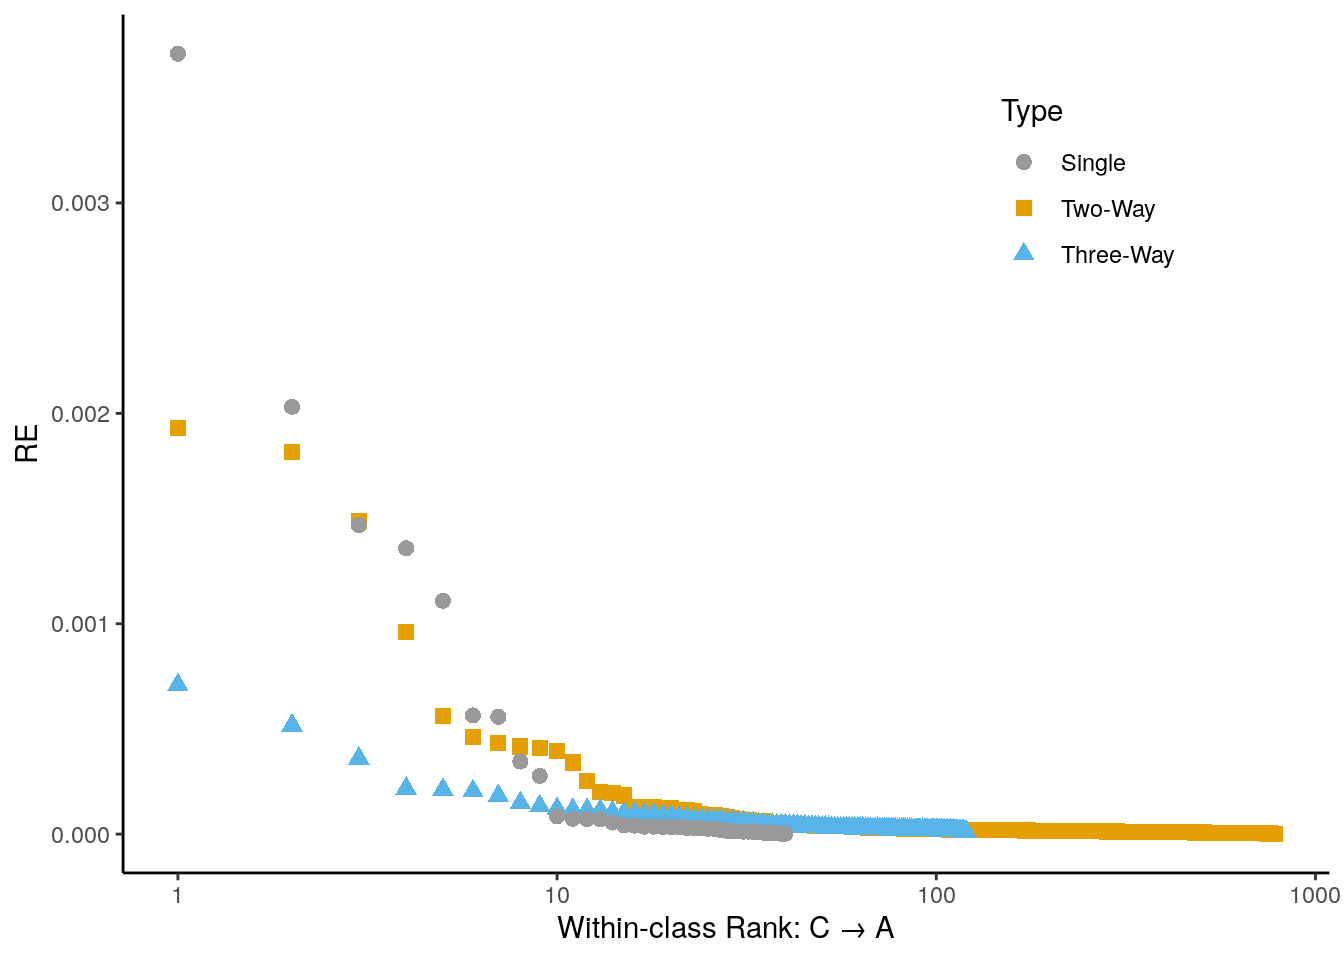 Type
Single
Two-Way
Three-Way
RE
0.003
0.002
0.001
0.000
1
10
100
1000
Within-class Rank: C → A